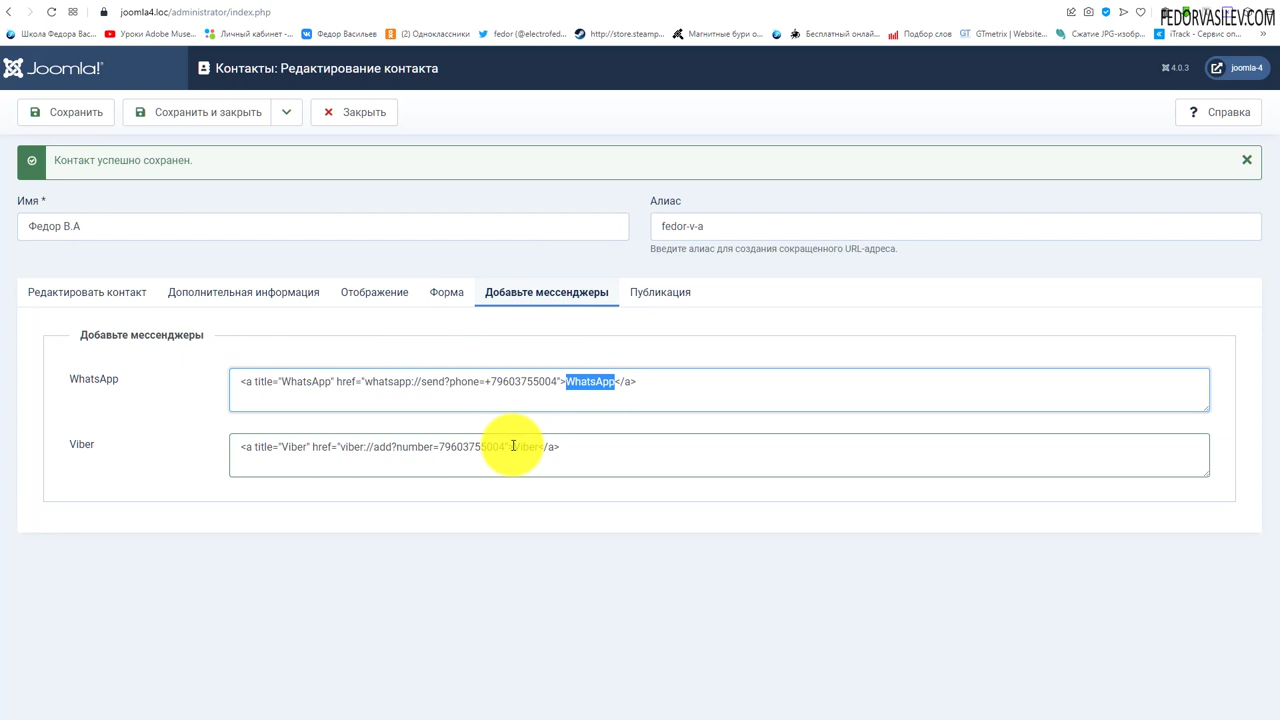 joomla4.loc/administrator/index.php
FEDORVASILEV.COM
Школа Федора Вас...
Уроки Adobe Muse...
Личный кабинет -...
Федор Васильев
(2) Одноклассники
fedor (@electrofed...
http://store.steamp...
Магнитные бури о...
Бесплатный онлай...
Подбор слов
GTmetrix | Website...
Сжатие JPG-изобр...
iTrack - Сервис оп...
Joomla!
Контакты: Редактирование контакта
4.0.3
joomla-4
Сохранить
Сохранить и закрыть
Закрыть
? Справка
Контакт успешно сохранен.
Имя *
Алиас
Федор В.А
fedor-v-a
Введите алиас для создания сокращенного URL-адреса.
Редактировать контакт
Дополнительная информация
Отображение
Форма
Добавьте мессенджеры
Публикация
Добавьте мессенджеры
WhatsApp
<a title="WhatsApp" href="whatsapp://send?phone=+79603755004">WhatsApp</a>
Viber
<a title="Viber" href="viber://add?number=79603755004">Viber</a>